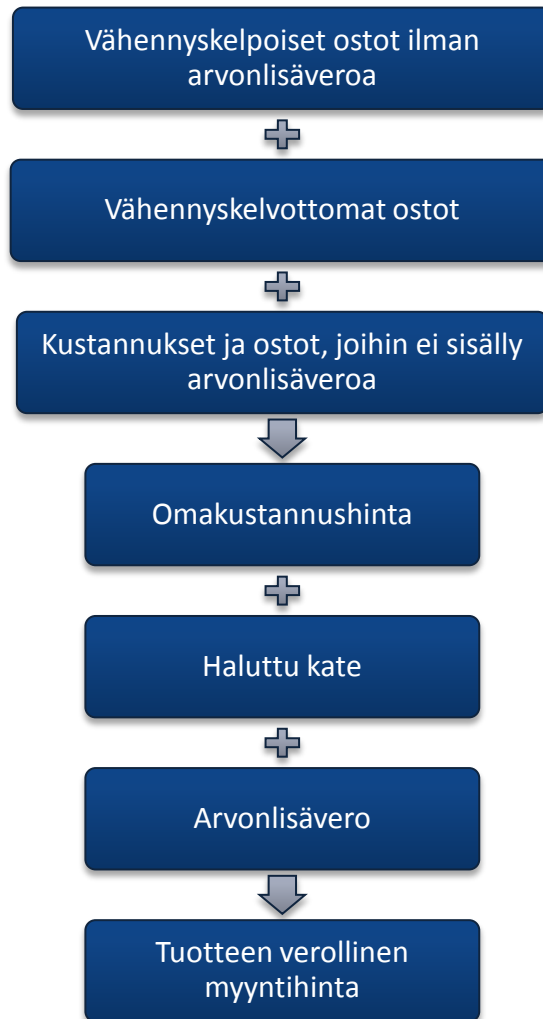 Vähennyskelpoiset ostot ilman
arvonlisäveroa
Vähennyskelvottomat ostot
Kustannukset ja ostot, joihin ei sisälly
arvonlisäveroa
Omakustannushinta
Haluttu kate
Arvonlisävero
Tuotteen verollinen
myyntihinta